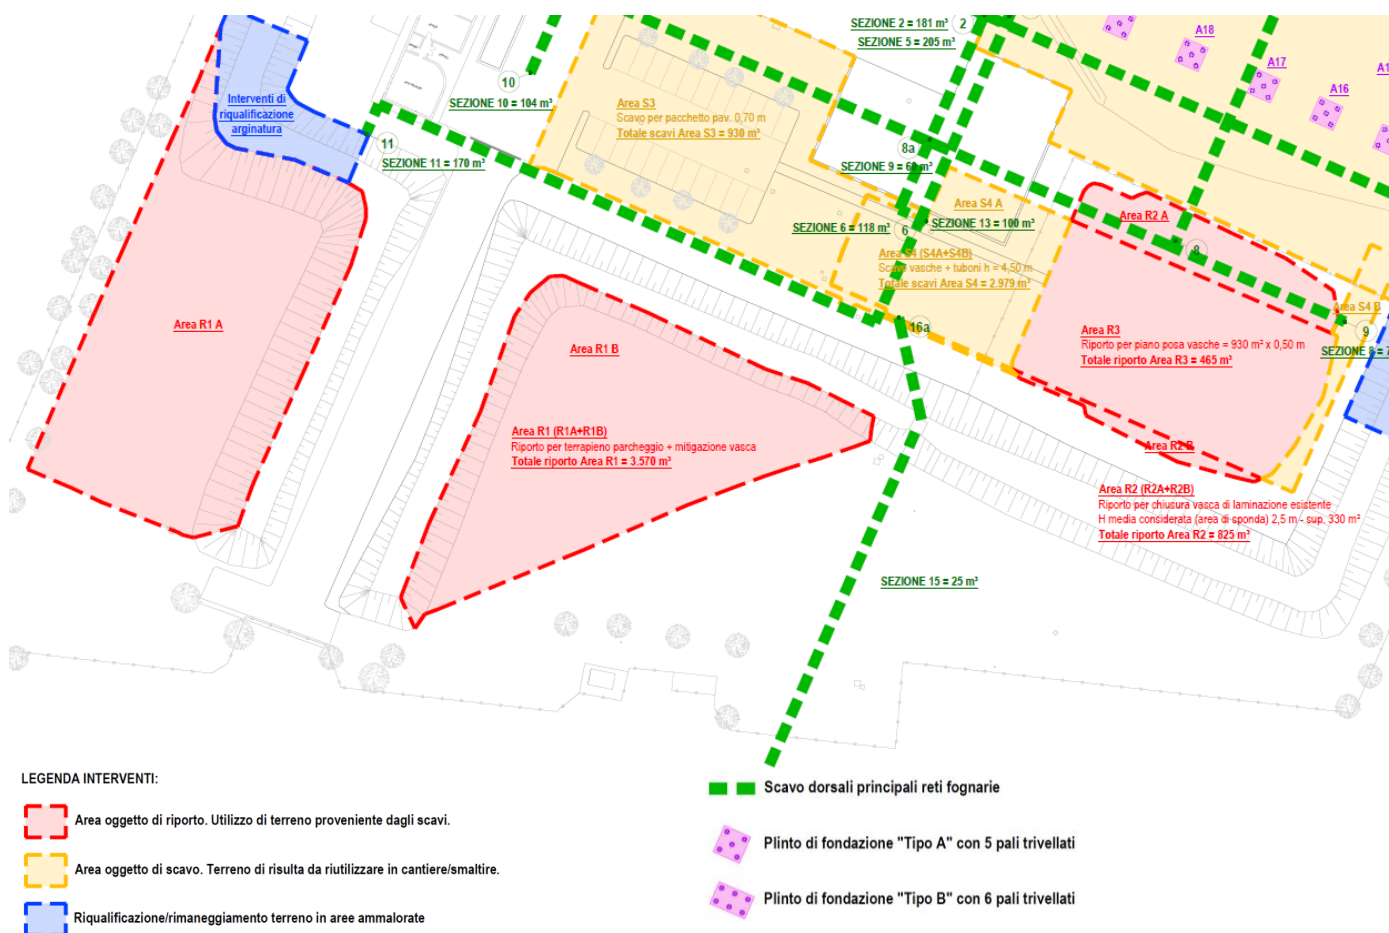 SEZIONE 2 = 181 m³
2
SEZIONE 5 = 205 m³
A18
A17
A16
10
SEZIONE 10 = 104 m³
Interventi di
riqualificazione
arginatura
Area S3
Scavo per pacchetto pav. 0,70 m
Totale scavi Area S3 = 930 m³
11
SEZIONE 11 = 170 m³
8a
SEZIONE 9 =
Area S4 A
SEZIONE 6 = 118 m³
6
SEZIONE 13 = 100 m³
Area R2 A
8
Area S4 (S4A+S4B)
Scavo vasche + tuboni h = 4,50 m
Totale scavi Area S4 = 2.979 m³
16a
Area S4 B
9
SEZIONE 8 =
Area R1 A
Area R1 B
Area R3
Riporto per piano posa vasche = 930 m² x 0,50 m
Totale riporto Area R3 = 465 m³
Area R1 (R1A+R1B)
Riporto per terrapieno parcheggio + mitigazione vasca
Totale riporto Area R1 = 3.570 m³
Area R2 B
Area R2 (R2A+R2B)
Riporto per chiusura vasca di laminazione esistente
H media considerata (area di sponda) 2,5 m - sup. 330 m²
Totale riporto Area R2 = 825 m³
SEZIONE 15 = 25 m³
LEGENDA INTERVENTI:
Area oggetto di riporto. Utilizzo di terreno proveniente dagli scavi.
Area oggetto di scavo. Terreno di risulta da riutilizzare in cantiere/smaltire.
Riqualificazione/rimaneggiamento terreno in aree ammalorate
Scavo dorsali principali reti fognarie
Plinto di fondazione "Tipo A" con 5 pali trivellati
Plinto di fondazione "Tipo B" con 6 pali trivellati